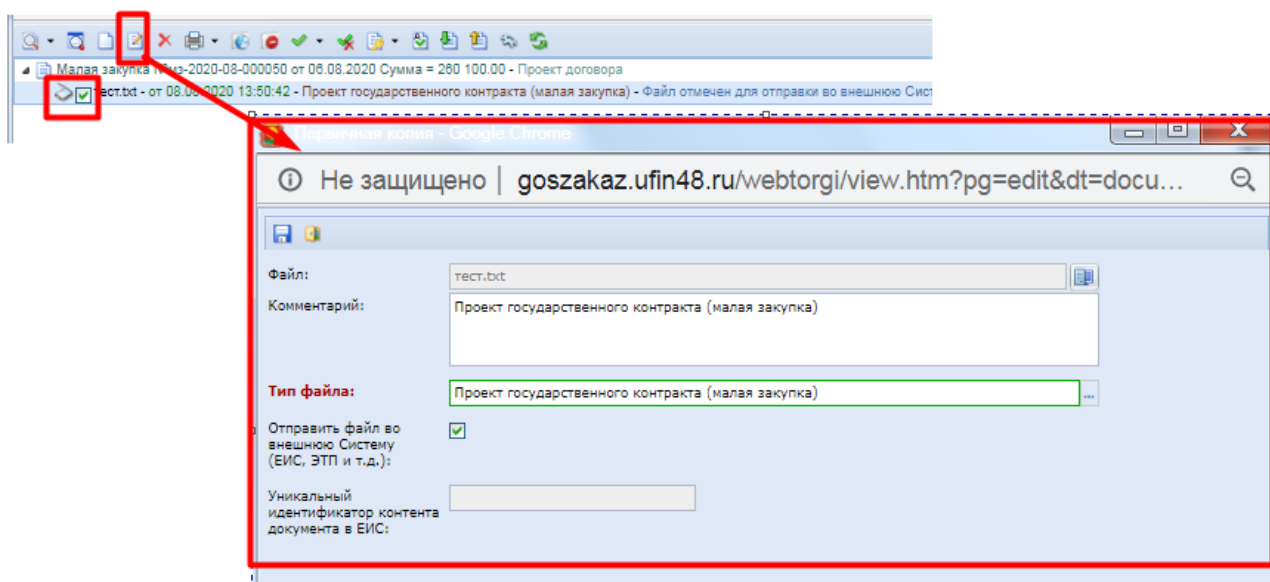 Малая закупка №мз-2020-08-000050 от 06.08.2020 Сумма = 260 100.00 - Проект договора
тест.txt - от 08.08.2020 13:50:42 - Проект государственного контракта (малая закупка) - Файл отмечен для отправки во внешнюю Сист
Первичная копия - Google Chrome
Не защищено | goszakaz.ufin48.ru/webtorgi/view.htm?pg=edit&dt=docu...
Файл:
тест.txt
Комментарий:
Проект государственного контракта (малая закупка)
Тип файла:
Проект государственного контракта (малая закупка)
...
Отправить файл во
внешнюю Систему
(ЕИС, ЭТП и т.д.):
Уникальный
идентификатор контента
документа в ЕИС: